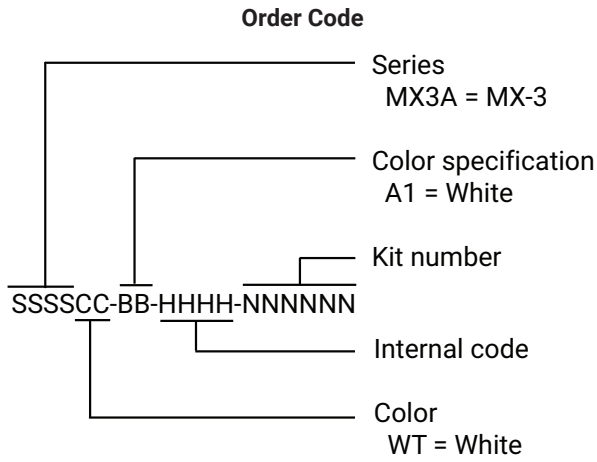 Order Code
Series
MX3A = MX-3
Color specification
A1 = White
Kit number
SSSSCC-BB-HHHH-NNNNNN
Internal code
Color
WT = White